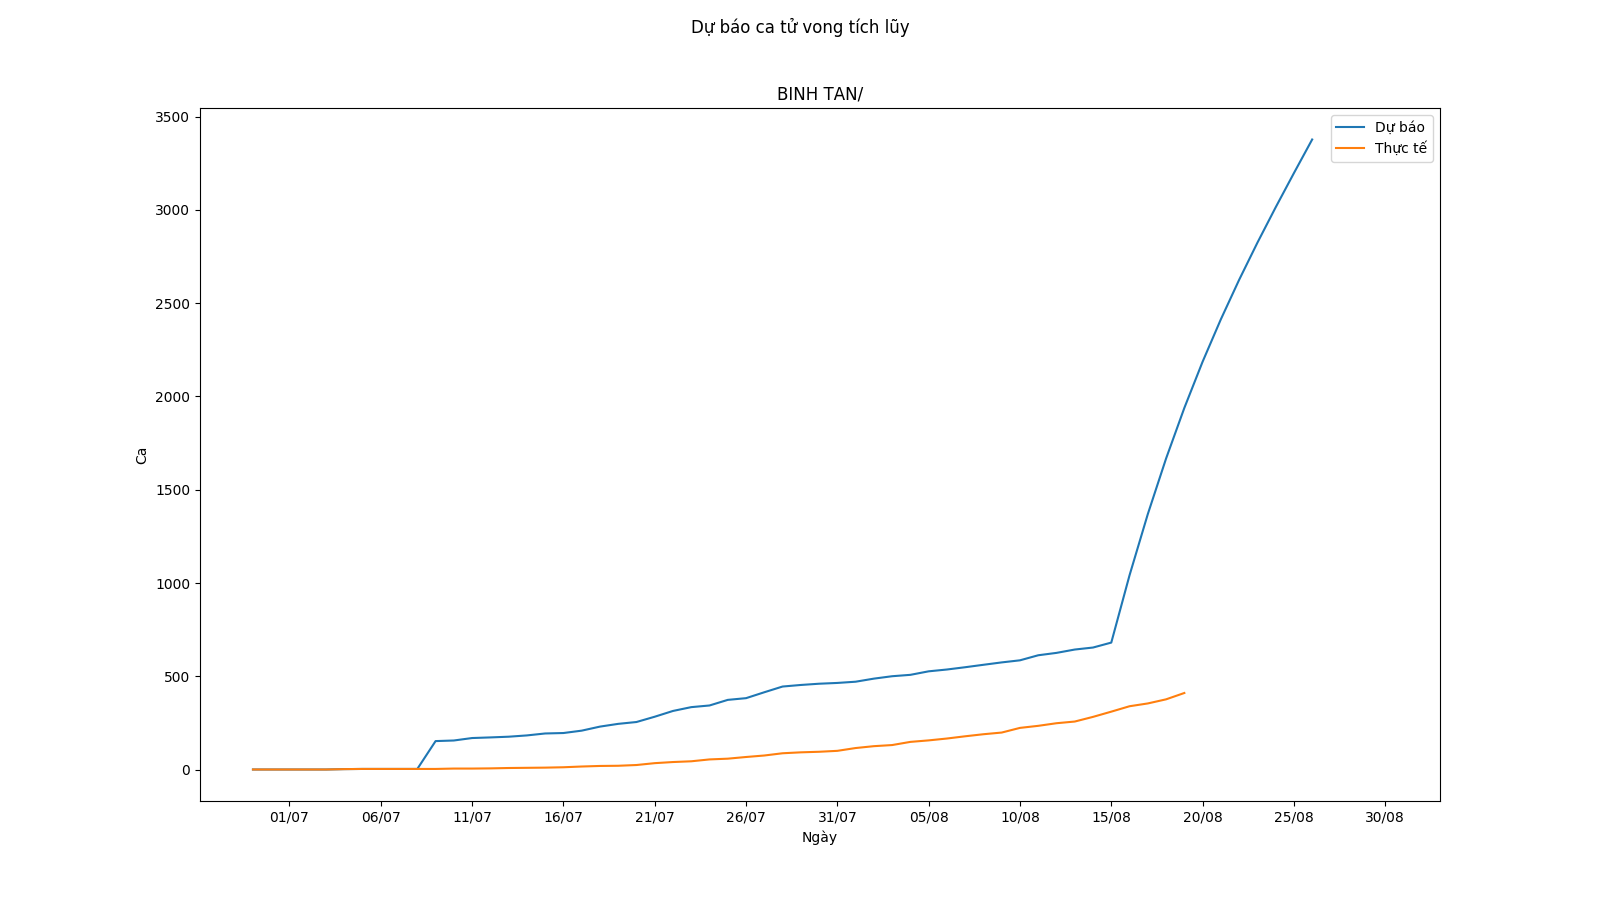 Dự báo ca tử vong tích lũy
BINH TAN/
3500
3000
2500
2000
1500
1000
500
0
Ca
Dự báo
Thực tế
01/07 06/07 11/07 16/07 21/07 26/07 31/07 05/08 10/08 15/08 20/08 25/08 30/08
Ngày